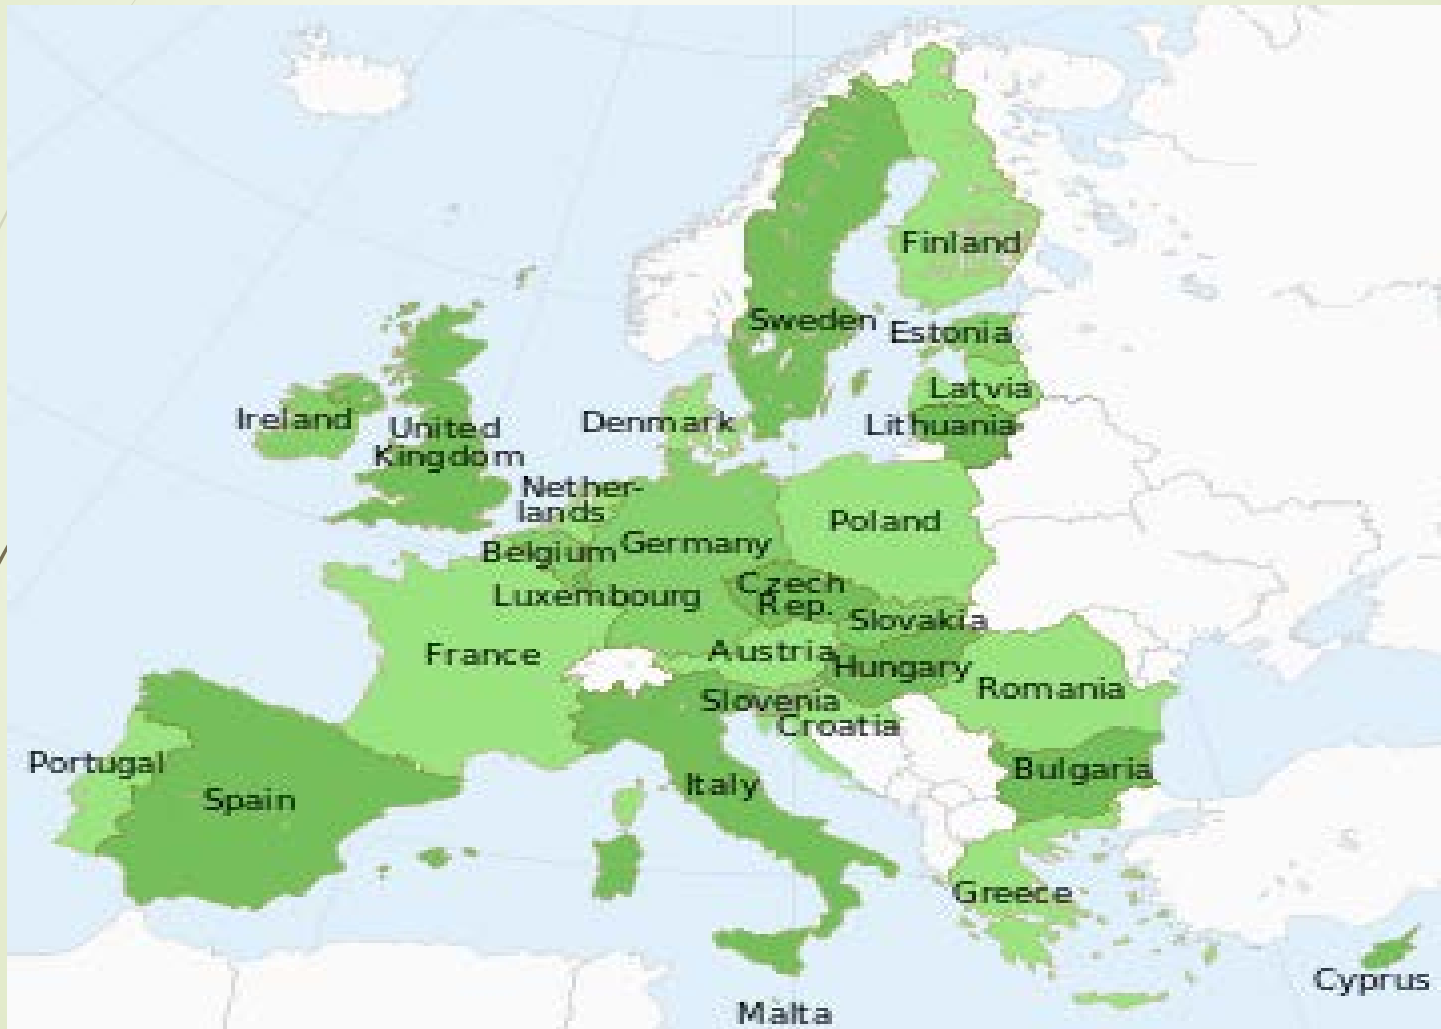 Finland
Sweden
Estonia
Latvia
Lithuania
Denmark
Ireland
United
Kingdom
Nether-
lands
Poland
Belgium
Germany
Czech
Rep.
Luxembourg
Slovakia
France
Austria
Hungary
Romania
Slovenia
Croatia
Portugal
Spain
Italy
Bulgaria
Greece
Cyprus
Malta